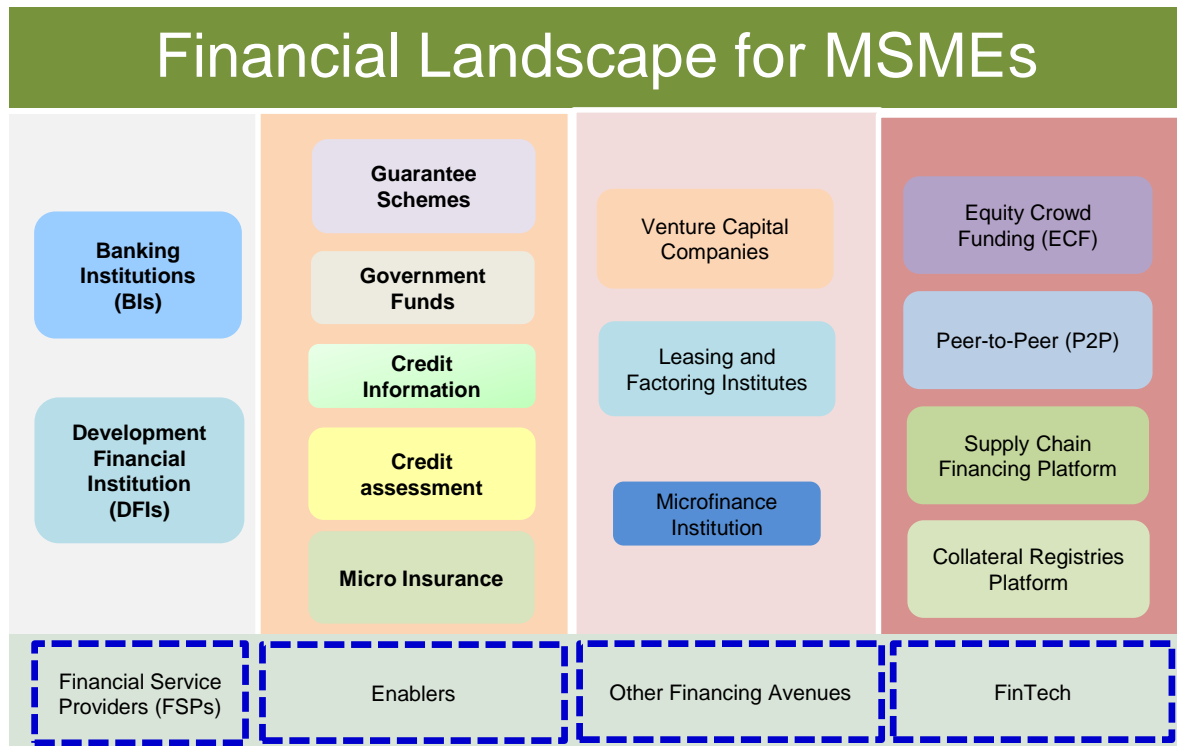 Financial Landscape for MSMEs
Banking
Institutions
(BIs)
Development
Financial
Institution
(DFIs)
Guarantee
Schemes
Government
Funds
Credit
Information
Credit
assessment
Micro Insurance
Venture Capital
Companies
Leasing and
Factoring Institutes
Microfinance
Institution
Equity Crowd
Funding (ECF)
Peer-to-Peer (P2P)
Supply Chain
Financing Platform
Collateral Registries
Platform
Financial Service
Providers (FSPs)
Enablers
Other Financing Avenues
FinTech